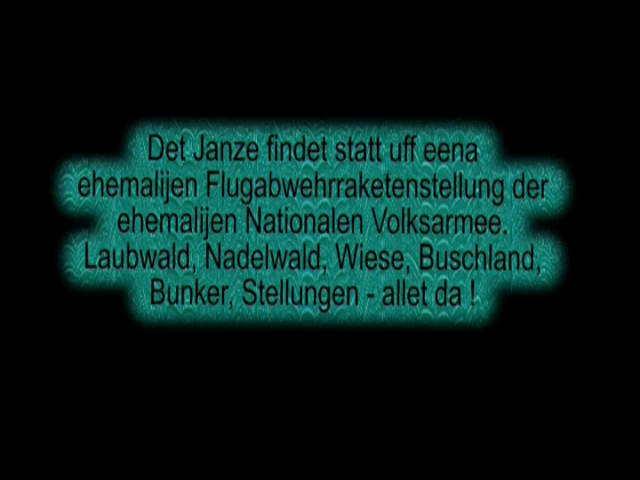 Det Janze findet statt uff eena
ehemalijen Flugabwehrraketenstellung der
ehemalijen Nationalen Volksarmee.
Laubwald, Nadelwald, Wiese, Buschland,
Bunker, Stellungen - allet da !